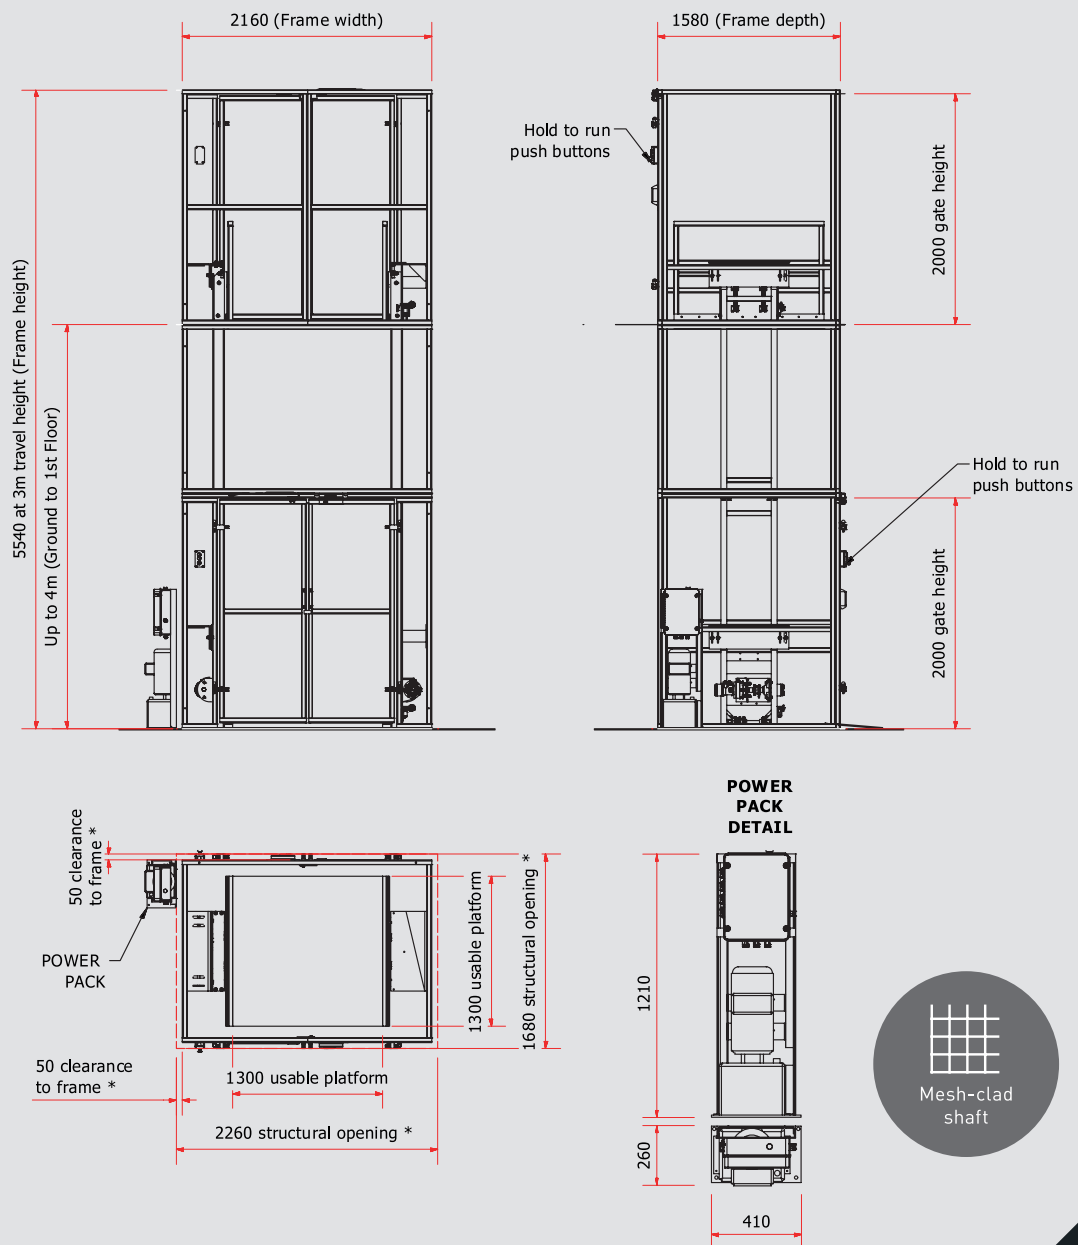 2160 (Frame width)
1580 (Frame depth)
Hold to run
push buttons
2000 gate height
5540 at 3m travel height (Frame height)
Up to 4m (Ground to 1st Floor)
Hold to run
push buttons
2000 gate height
50 clearance
to frame *
POWER
PACK
1300 usable platform
1680 structural opening *
50 clearance
to frame *
1300 usable platform
2260 structural opening *
POWER
PACK
DETAIL
1210
260
410
Mesh-clad
shaft